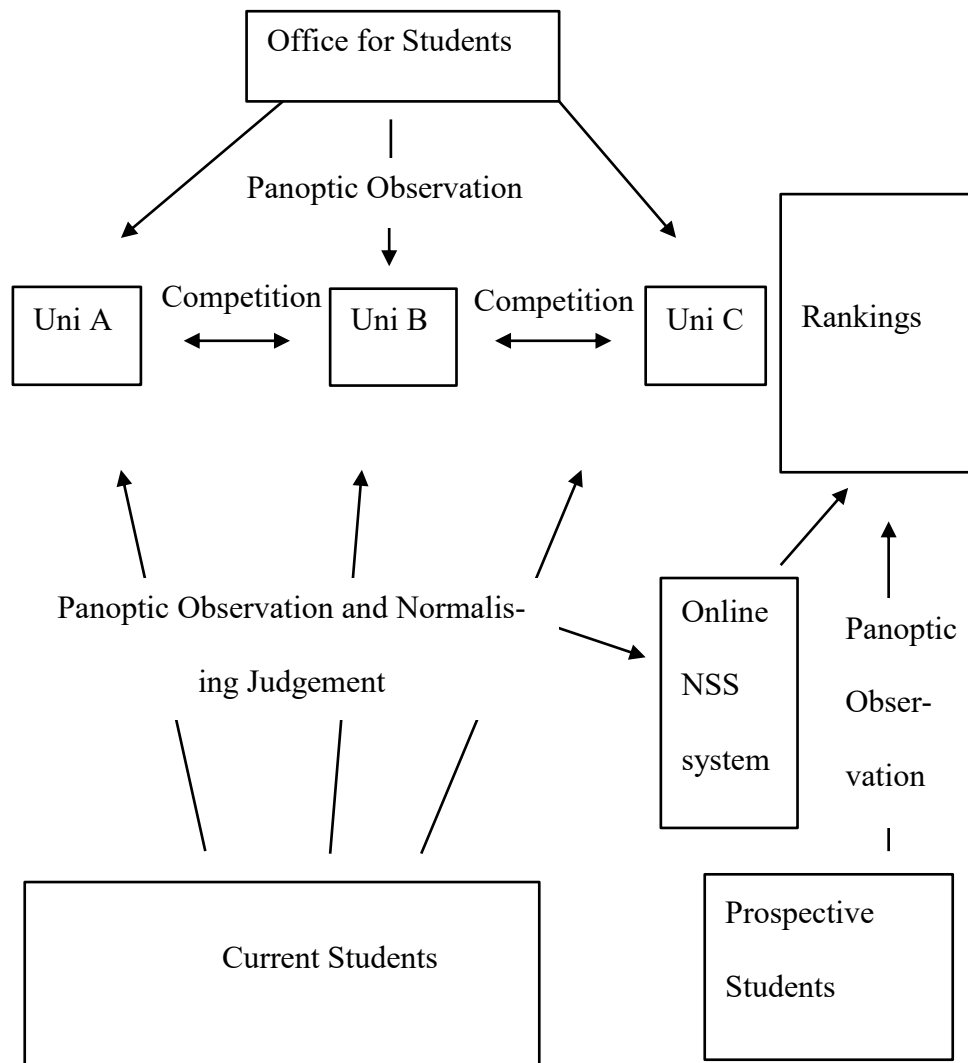 Office for Students
Panoptic Observation
Competition
Competition
Uni A
Uni B
Uni C
Rankings
Panoptic Observation and Normalis-
ing Judgement
Online
NSS
system
Panoptic
Obser-
vation
Current Students
Prospective
Students